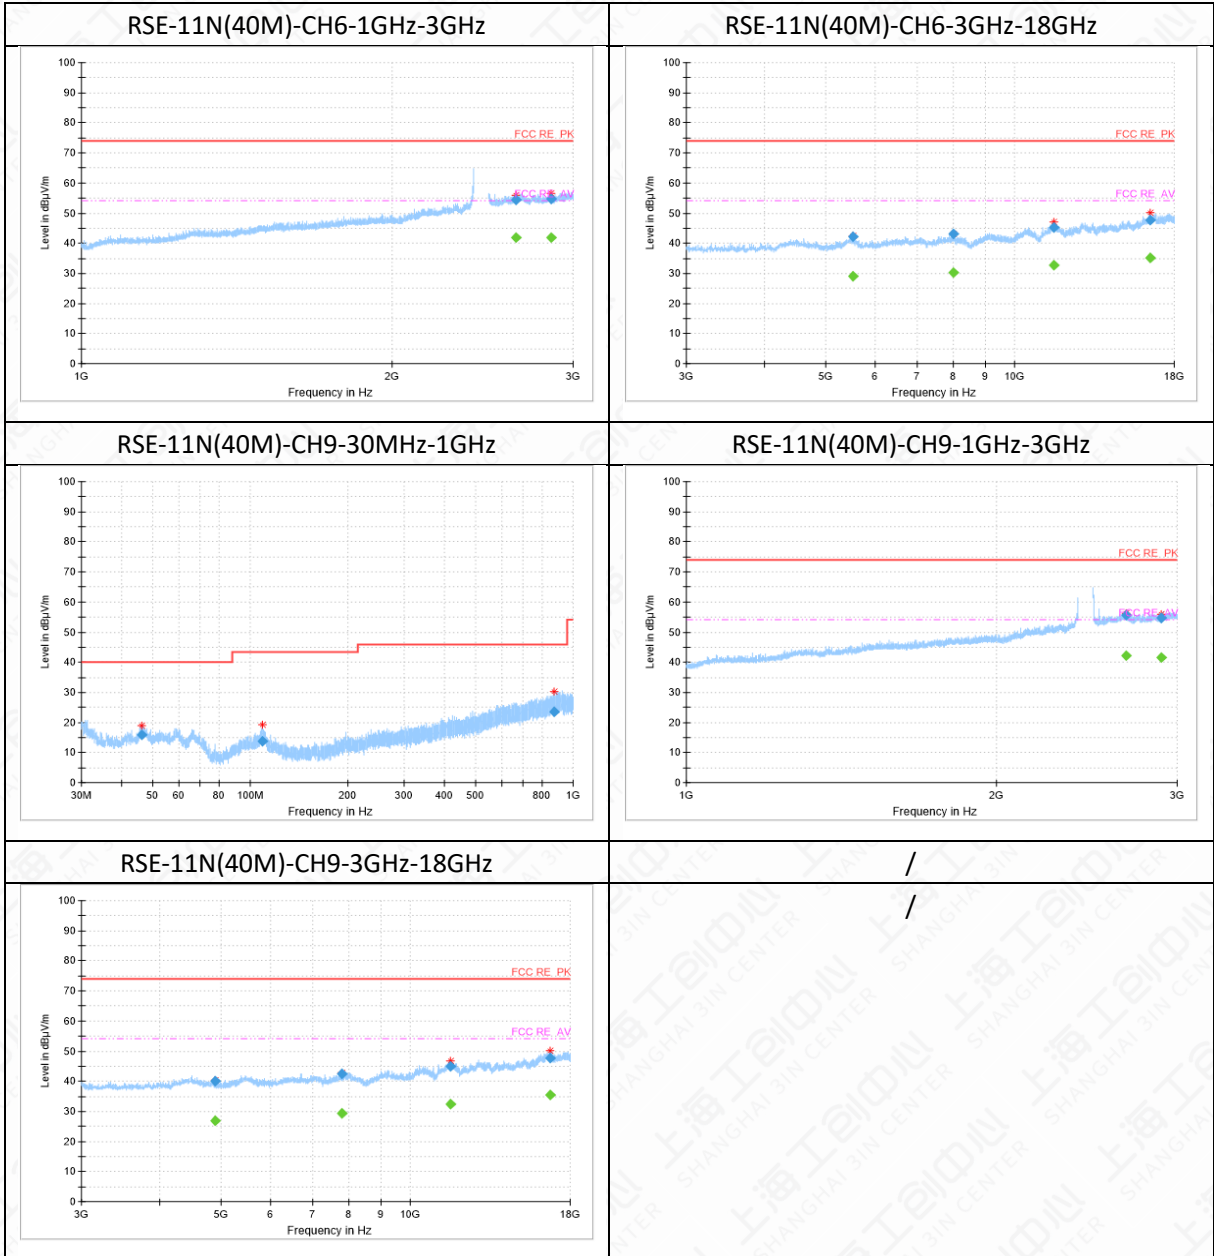 RSE-11N(40M)-CH6-1GHz-3GHz
RSE-11N(40M)-CH6-3GHz-18GHz
100
90
80
70
60
50
40
30
20
10
0
Level in dBµV/m
FCC RE_PK
FCC RE_AV
1G
2G
3G
Frequency in Hz
100
90
80
70
60
50
40
30
20
10
0
Level in dBµV/m
FCC RE_PK
FCC RE_AV
3G
5G
6
7
8
9
10G
18G
Frequency in Hz
RSE-11N(40M)-CH9-30MHz-1GHz
RSE-11N(40M)-CH9-1GHz-3GHz
100
90
80
70
60
50
40
30
20
10
0
Level in dBµV/m
30M
50
60
80
100M
200
300
400
500
800
1G
Frequency in Hz
100
90
80
70
60
50
40
30
20
10
0
Level in dBµV/m
FCC RE_PK
FCC RE_AV
1G
2G
3G
Frequency in Hz
RSE-11N(40M)-CH9-3GHz-18GHz
/
100
90
80
70
60
50
40
30
20
10
0
Level in dBµV/m
FCC RE_PK
FCC RE_AV
3G
5G
6
7
8
9
10G
18G
Frequency in Hz
/
上海工创中心
SHANGHAI 3IN CENTER